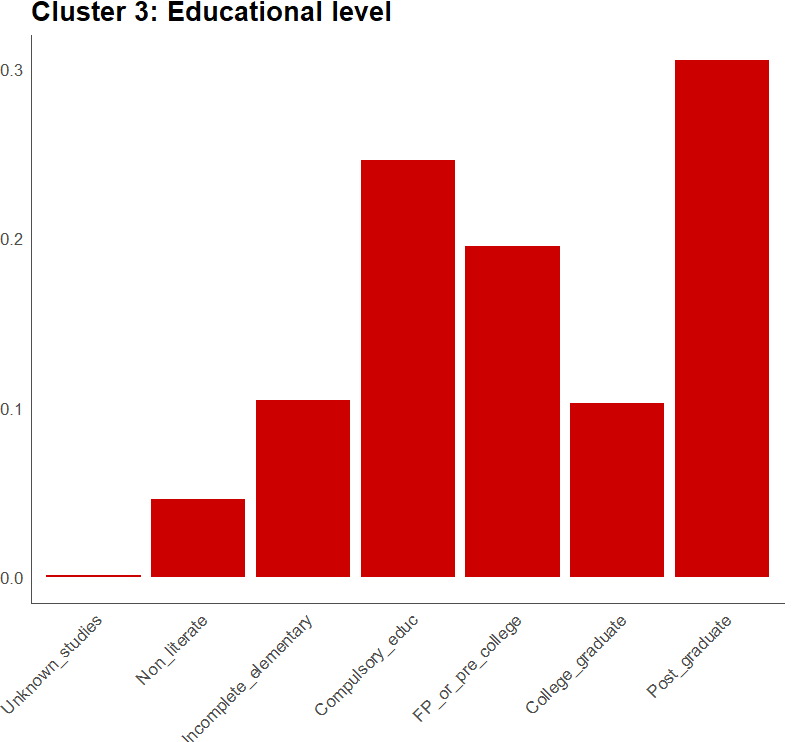 Cluster 3: Educational level
0.3
0.2
0.1
0.0
Unknown_studies
Non_literate
Incomplete_elementary
Compulsory_educ
FP_or_pre_college
College_graduate
Post_graduate